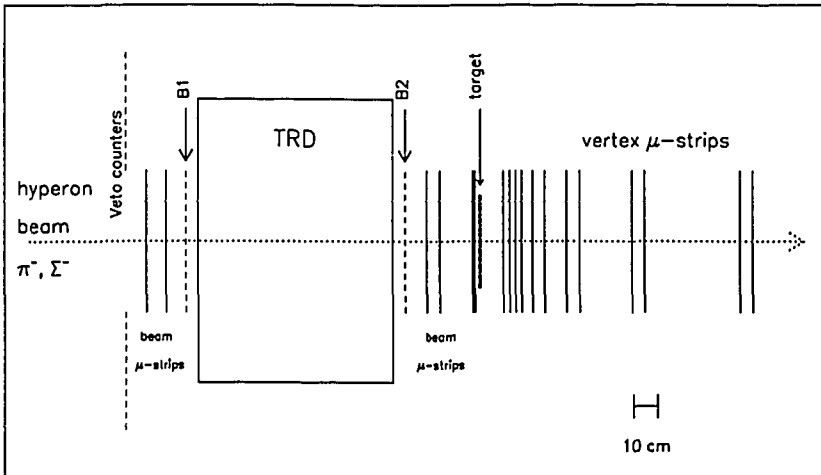 Veto counters
B1
B2
target
TRD
vertex μ-strips
hyperon
beam
π⁻, Σ⁻
beam
μ-strips
beam
μ-strips
10 cm